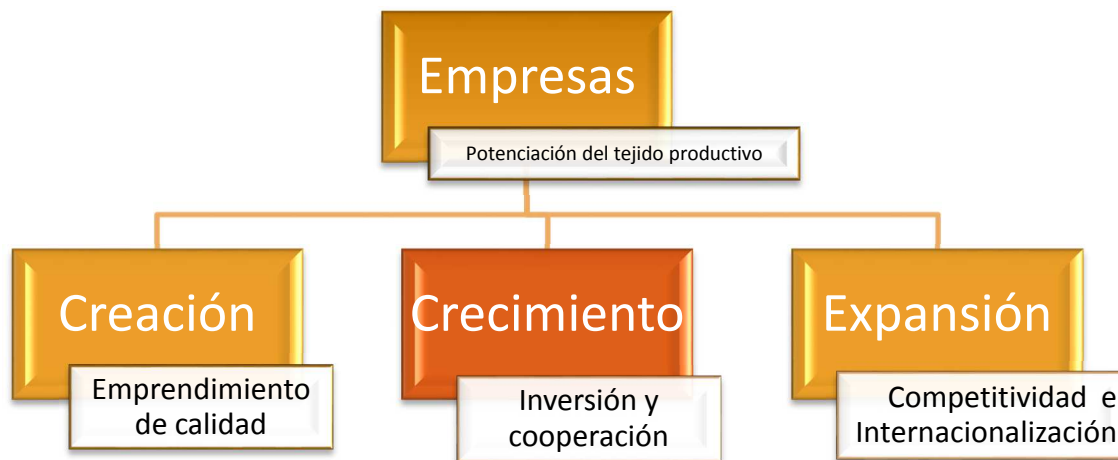 Empresas
Potenciación del tejido productivo
Creación
Emprendimiento
de calidad
Crecimiento
Inversión y
cooperación
Expansión
Competitividad e
Internacionalización